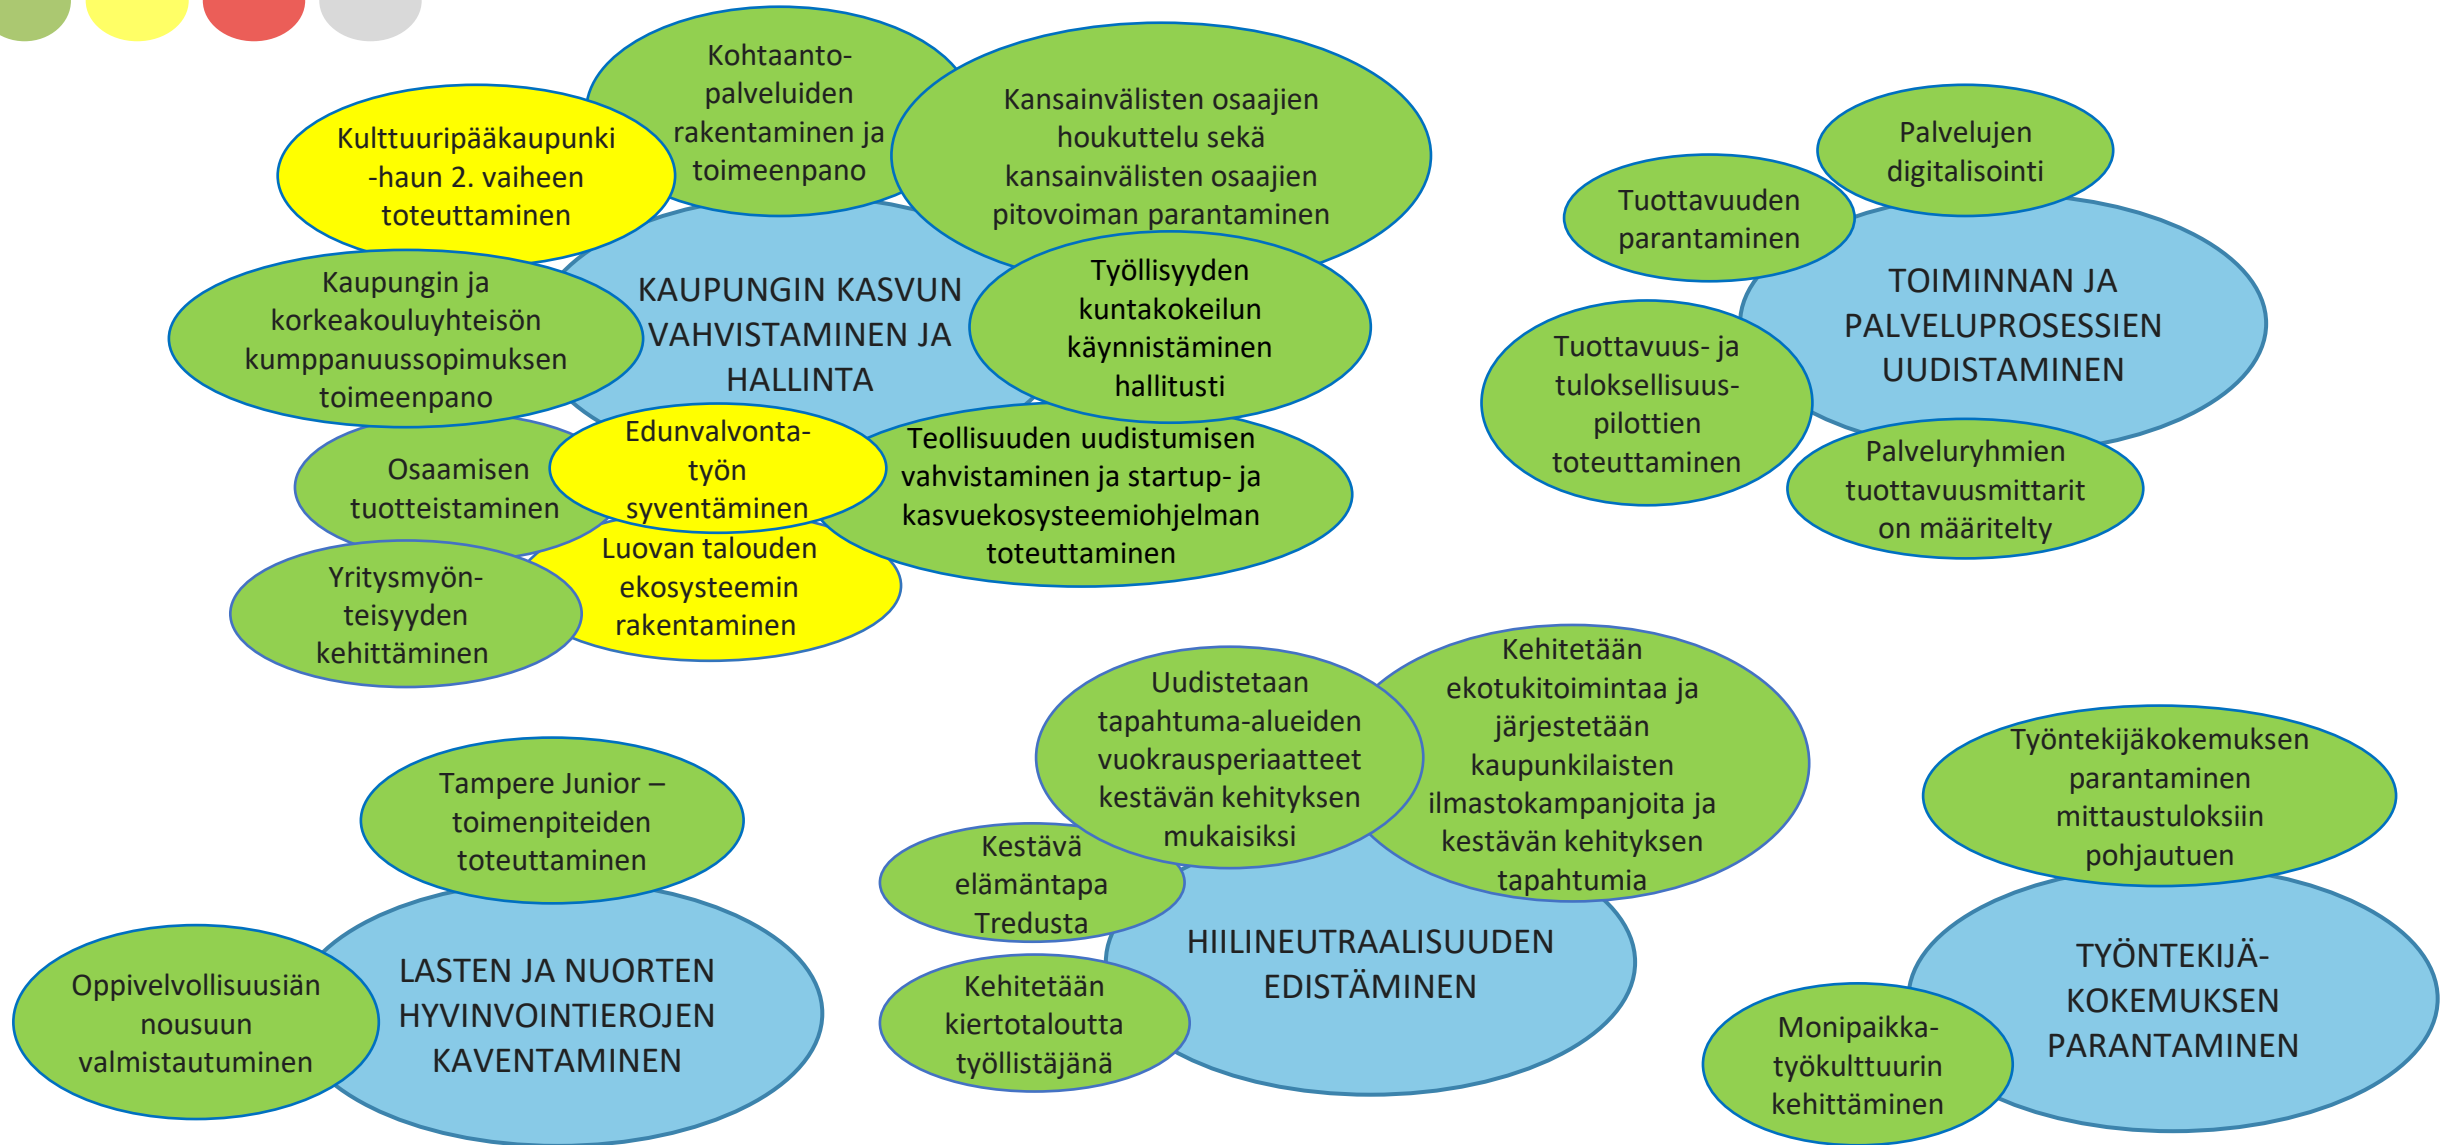 Kohtaanto-
palveluiden
rakentaminen ja
toimeenpano
Kansainvälisten osaajien
houkuttelu sekä
kansainvälisten osaajien
pitovoiman parantaminen
Kulttuuripääkaupunki
-haun 2. vaiheen
toteuttaminen
Kaupungin ja
korkeakouluyhteisön
kumppanuussopimuksen
toimeenpano
KAUPUNGIN KASVUN
VAHVISTAMINEN JA
HALLINTA
Työllisyyden
kuntakokeilun
käynnistäminen
hallitusti
Osaamisen
tuotteistaminen
Edunvalvonta-
työn
syventäminen
Teollisuuden uudistumisen
vahvistaminen ja startup- ja
kasvuekosysteemiohjelman
toteuttaminen
Yritysmyön-
teisyyden
kehittäminen
Luovan talouden
ekosysteemin
rakentaminen
Palvelujen
digitalisointi
Tuottavuuden
parantaminen
TOIMINNAN JA
PALVELUPROSESSIEN
UUDISTAMINEN
Tuottavuus- ja
tuloksellisuus-
pilottien
toteuttaminen
Palveluryhmien
tuottavuusmittarit
on määritelty
Tampere Junior –
toimenpiteiden
toteuttaminen
Oppivelvollisuusiän
nousuun
valmistautuminen
LASTEN JA NUORTEN
HYVINVOINTIEROJEN
KAVENTAMINEN
Uudistetaan
tapahtuma-alueiden
vuokrausperiaatteet
kestävän kehityksen
mukaisiksi
Kehitetään
ekotukitoimintaa ja
järjestetään
kaupunkilaisten
ilmastokampanjoita ja
kestävän kehityksen
tapahtumia
Kestävä
elämäntapa
Tredusta
HIILINEUTRAALISUUDEN
EDISTÄMINEN
Kehitetään
kiertotaloutta
työllistäjänä
Työntekijäkokemuksen
parantaminen
mittaustuloksiin
pohjautuen
TYÖNTEKIJÄ-
KOKEMUKSEN
PARANTAMINEN
Monipaikka-
työkulttuurin
kehittäminen